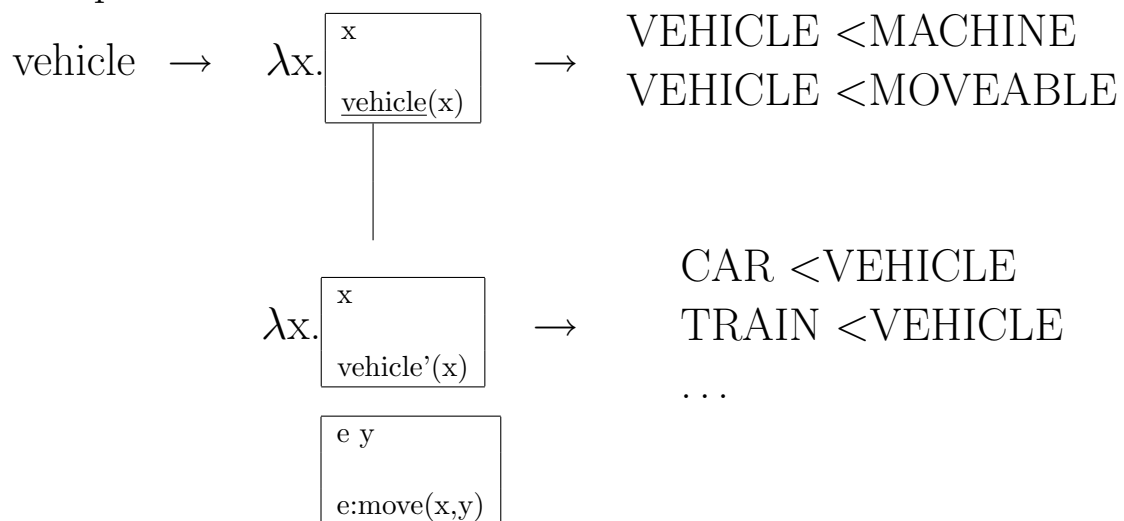 vehicle → λx. x → VEHICLE <MACHINE
vehicle(x) VEHICLE <MOVEABLE
λx. x → CAR <VEHICLE
vehicle’(x) TRAIN <VEHICLE
. . .
e y
e:move(x,y)